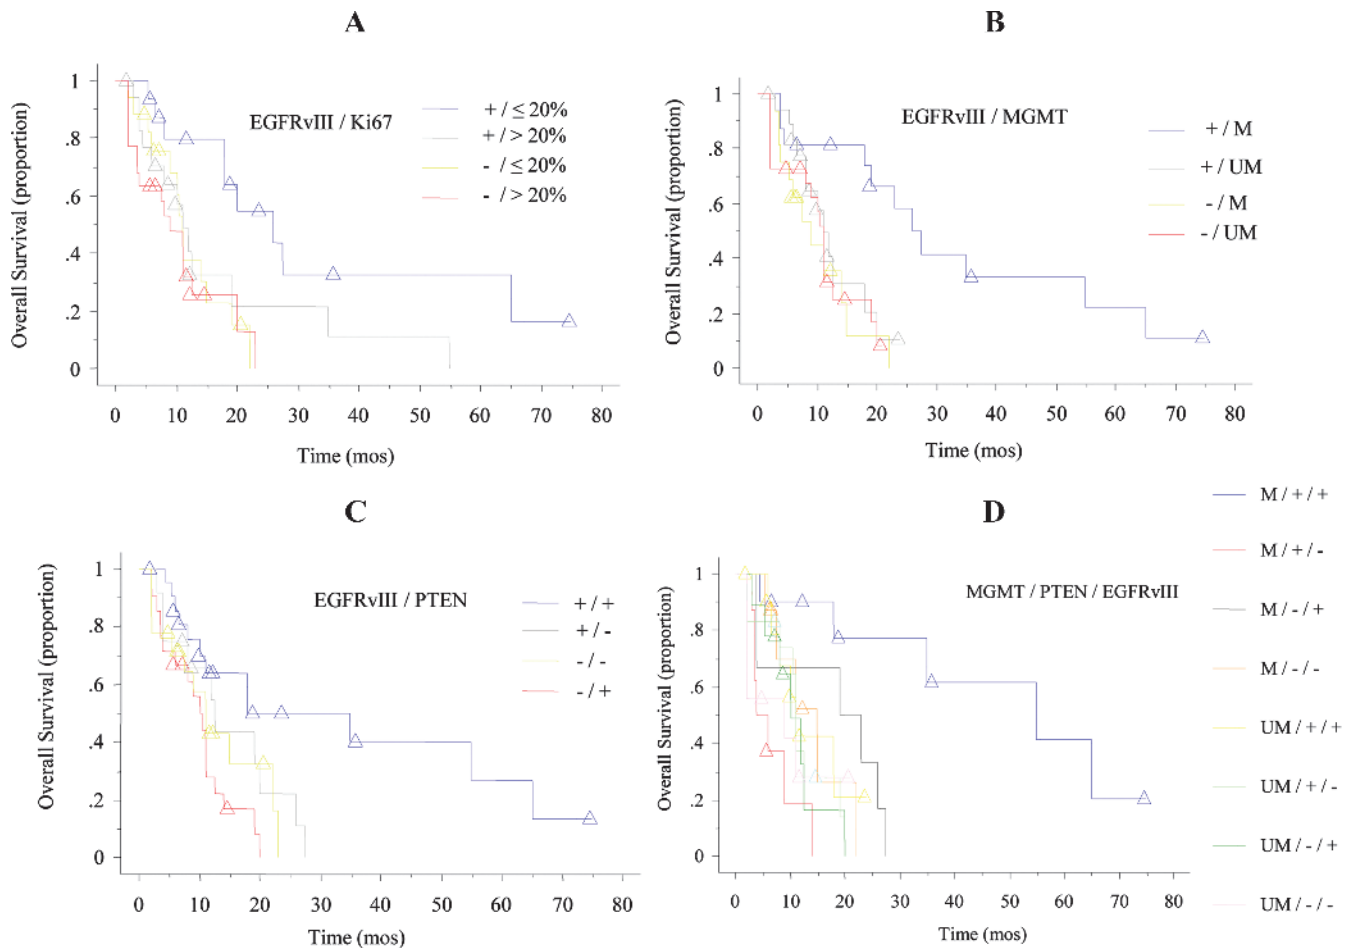 A
Overall Survival (proportion)
1
.8
.6
.4
.2
0
EGFRvIII / Ki67
+ / ≤ 20%
+ / > 20%
- / ≤ 20%
- / > 20%
0 10 20 30 40 50 60 70 80
Time (mos)
B
Overall Survival (proportion)
1
.8
.6
.4
.2
0
EGFRvIII / MGMT
+ / M
+ / UM
- / M
- / UM
0 10 20 30 40 50 60 70 80
Time (mos)
C
Overall Survival (proportion)
1
.8
.6
.4
.2
0
EGFRvIII / PTEN
+ / +
+ / -
- / -
- / +
0 10 20 30 40 50 60 70 80
Time (mos)
D
Overall Survival (proportion)
1
.8
.6
.4
.2
0
MGMT / PTEN / EGFRvIII
0 10 20 30 40 50 60 70 80
Time (mos)
M / + / +
M / + / -
M / - / +
M / - / -
UM / + / +
UM / + / -
UM / - / +
UM / - / -